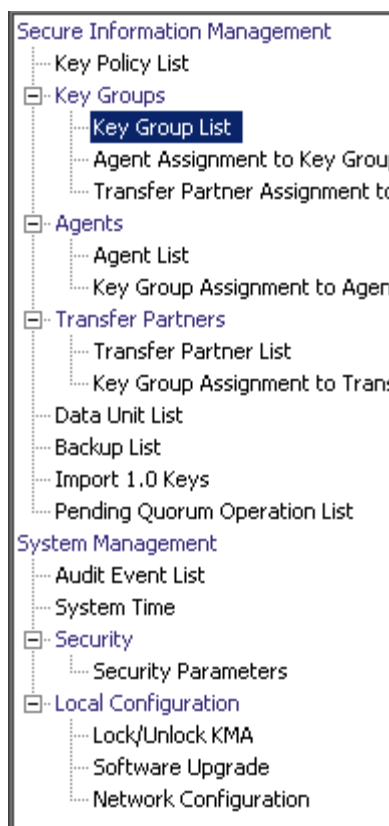 Secure Information Management
Key Policy List
Key Groups
Key Group List
Agent Assignment to Key Grou
Transfer Partner Assignment to
Agents
Agent List
Key Group Assignment to Agen
Transfer Partners
Transfer Partner List
Key Group Assignment to Trans
Data Unit List
Backup List
Import 1.0 Keys
Pending Quorum Operation List
System Management
Audit Event List
System Time
Security
Security Parameters
Local Configuration
Lock/Unlock KMA
Software Upgrade
Network Configuration